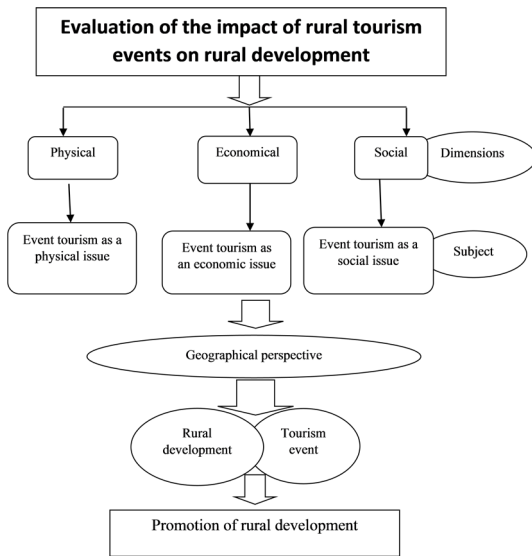 Evaluation of the impact of rural tourism
events on rural development
Physical
Economical
Social
Dimensions
Event tourism as a
physical issue
Event tourism as
an economic issue
Event tourism as a
social issue
Subject
Geographical perspective
Rural
development
Tourism
event
Promotion of rural development